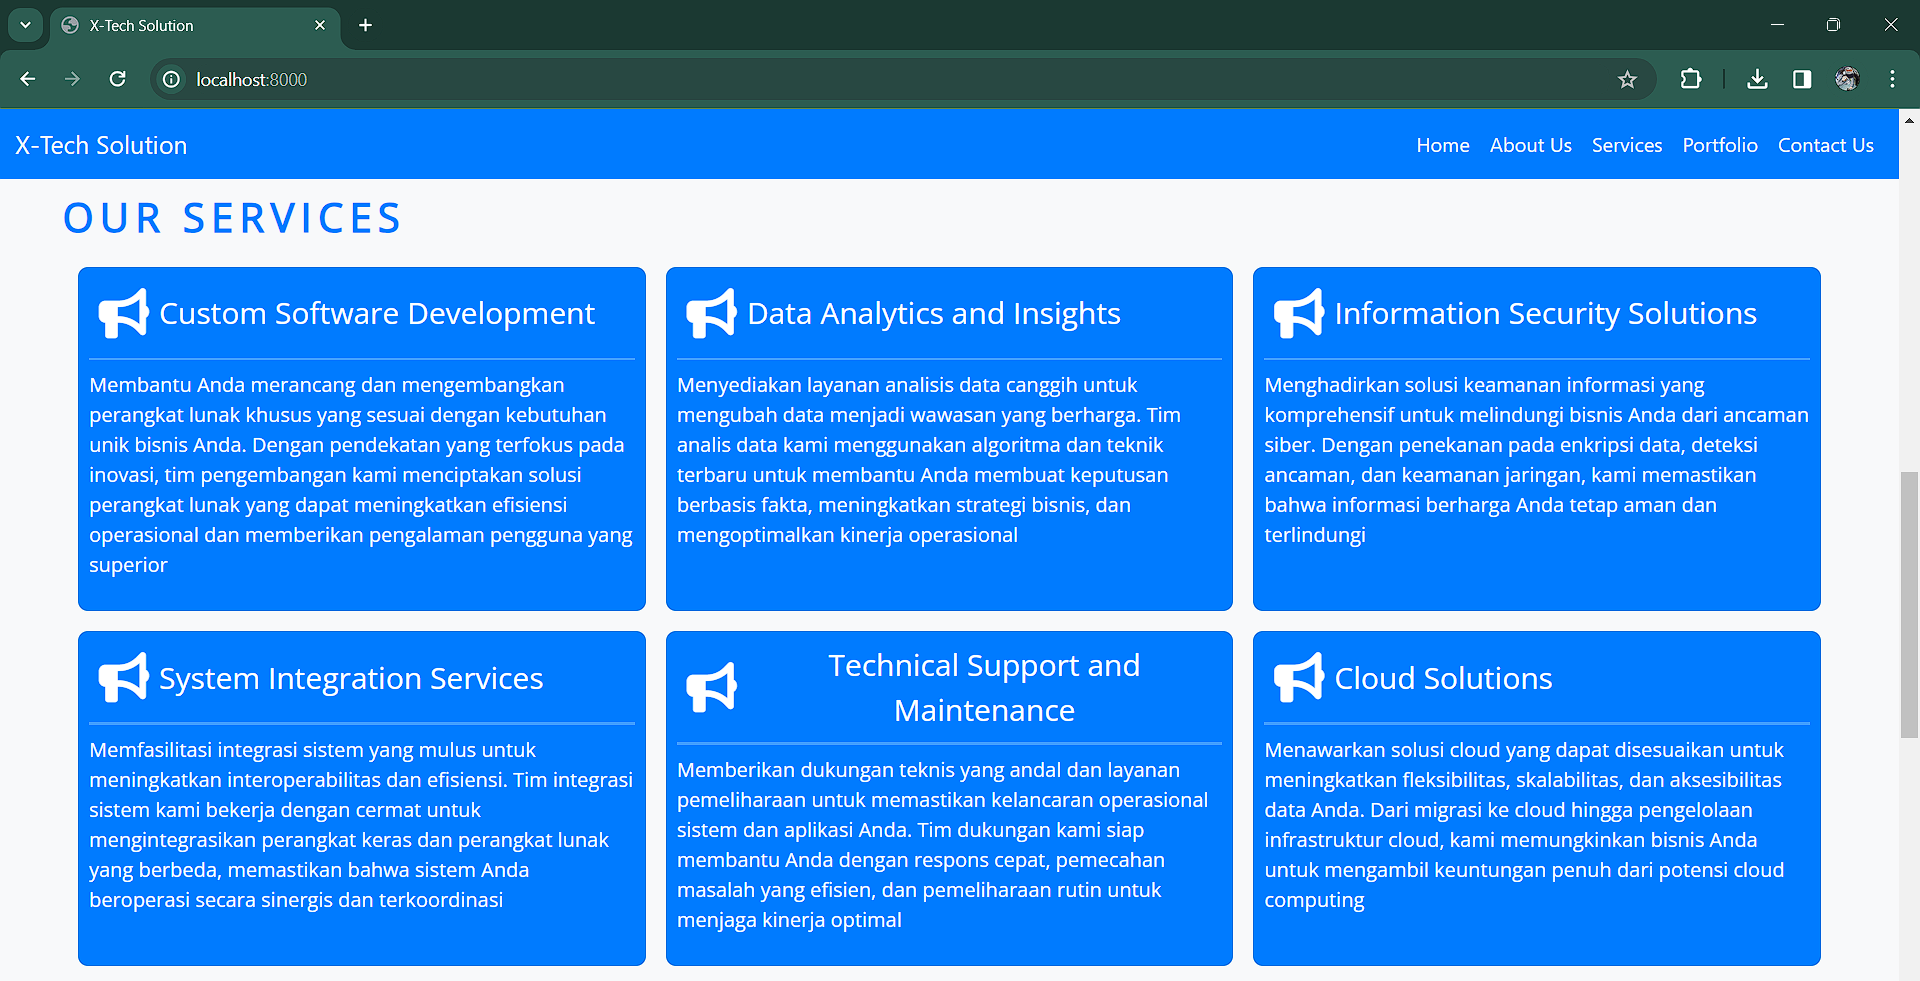 X-Tech Solution
localhost:8000
X-Tech Solution
Home About Us Services Portfolio Contact Us
OUR SERVICES
Custom Software Development
Membantu Anda merancang dan mengembangkan
perangkat lunak khusus yang sesuai dengan kebutuhan
unik bisnis Anda. Dengan pendekatan yang terfokus pada
inovasi, tim pengembangan kami menciptakan solusi
perangkat lunak yang dapat meningkatkan efisiensi
operasional dan memberikan pengalaman pengguna yang
superior
Data Analytics and Insights
Menyediakan layanan analisis data canggih untuk
mengubah data menjadi wawasan yang berharga. Tim
analis data kami menggunakan algoritma dan teknik
terbaru untuk membantu Anda membuat keputusan
berbasis fakta, meningkatkan strategi bisnis, dan
mengoptimalkan kinerja operasional
Information Security Solutions
Menghadirkan solusi keamanan informasi yang
komprehensif untuk melindungi bisnis Anda dari ancaman
siber. Dengan penekanan pada enkripsi data, deteksi
ancaman, dan keamanan jaringan, kami memastikan
bahwa informasi berharga Anda tetap aman dan
terlindungi
System Integration Services
Memfasilitasi integrasi sistem yang mulus untuk
meningkatkan interoperabilitas dan efisiensi. Tim integrasi
sistem kami bekerja dengan cermat untuk
mengintegrasikan perangkat keras dan perangkat lunak
yang berbeda, memastikan bahwa sistem Anda
beroperasi secara sinergis dan terkoordinasi
Technical Support and
Maintenance
Memberikan dukungan teknis yang andal dan layanan
pemeliharaan untuk memastikan kelancaran operasional
sistem dan aplikasi Anda. Tim dukungan kami siap
membantu Anda dengan respons cepat, pemecahan
masalah yang efisien, dan pemeliharaan rutin untuk
menjaga kinerja optimal
Cloud Solutions
Menawarkan solusi cloud yang dapat disesuaikan untuk
meningkatkan fleksibilitas, skalabilitas, dan aksesibilitas
data Anda. Dari migrasi ke cloud hingga pengelolaan
infrastruktur cloud, kami memungkinkan bisnis Anda
untuk mengambil keuntungan penuh dari potensi cloud
computing